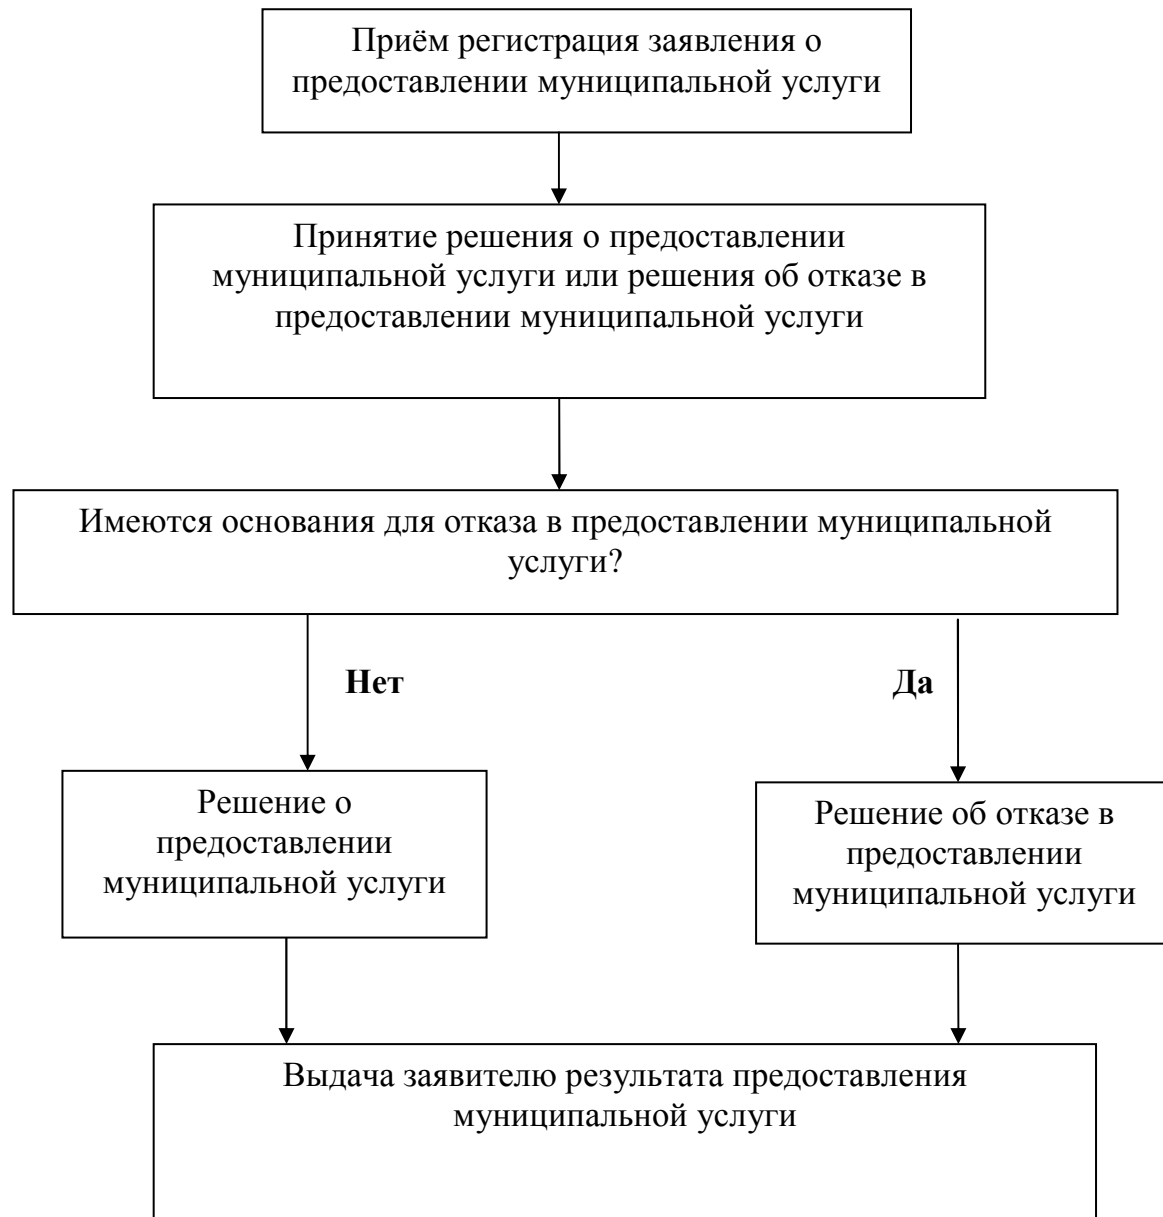 Приём регистрация заявления о
предоставлении муниципальной услуги
Принятие решения о предоставлении
муниципальной услуги или решения об отказе в
предоставлении муниципальной услуги
Имеются основания для отказа в предоставлении муниципальной
услуги?
Нет
Да
Решение о
предоставлении
муниципальной услуги
Решение об отказе в
предоставлении
муниципальной услуги
Выдача заявителю результата предоставления
муниципальной услуги